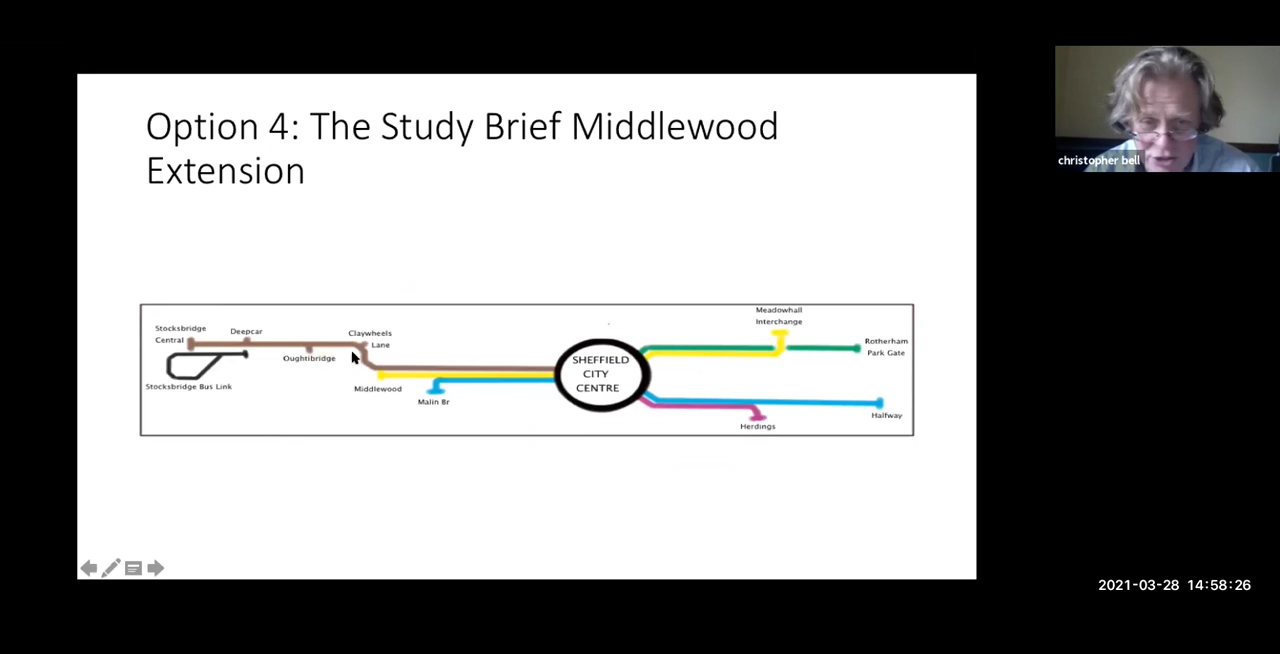 Option 4: The Study Brief Middlewood
Extension
christopher bell
Stocksbridge
Central
Deepcar
Oughtibridge
Claywheels
Lane
Stocksbridge Bus Link
Middlewood
Malin Br
SHEFFIELD
CITY
CENTRE
Meadowhall
Interchange
Rotherham
Park Gate
Herdings
Halfway
2021-03-28 14:58:26